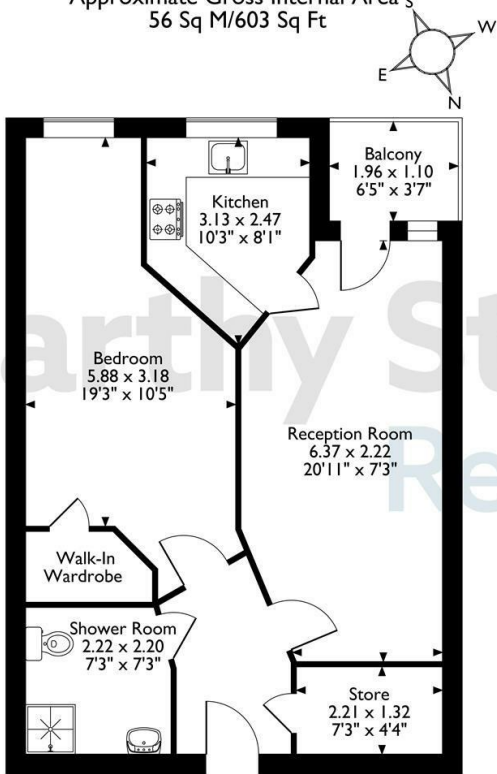 Approximate Gross Internal Area
56 Sq M/603 Sq Ft
S
W
E
N
Balcony
1.96 x 1.10
6'5" x 3'7"
Kitchen
3.13 x 2.47
10'3" x 8'1"
Bedroom
5.88 x 3.18
19'3" x 10'5"
Reception Room
6.37 x 2.22
20'11" x 7'3"
Walk-In
Wardrobe
Shower Room
2.22 x 2.20
7'3" x 7'3"
Store
2.21 x 1.32
7'3" x 4'4"